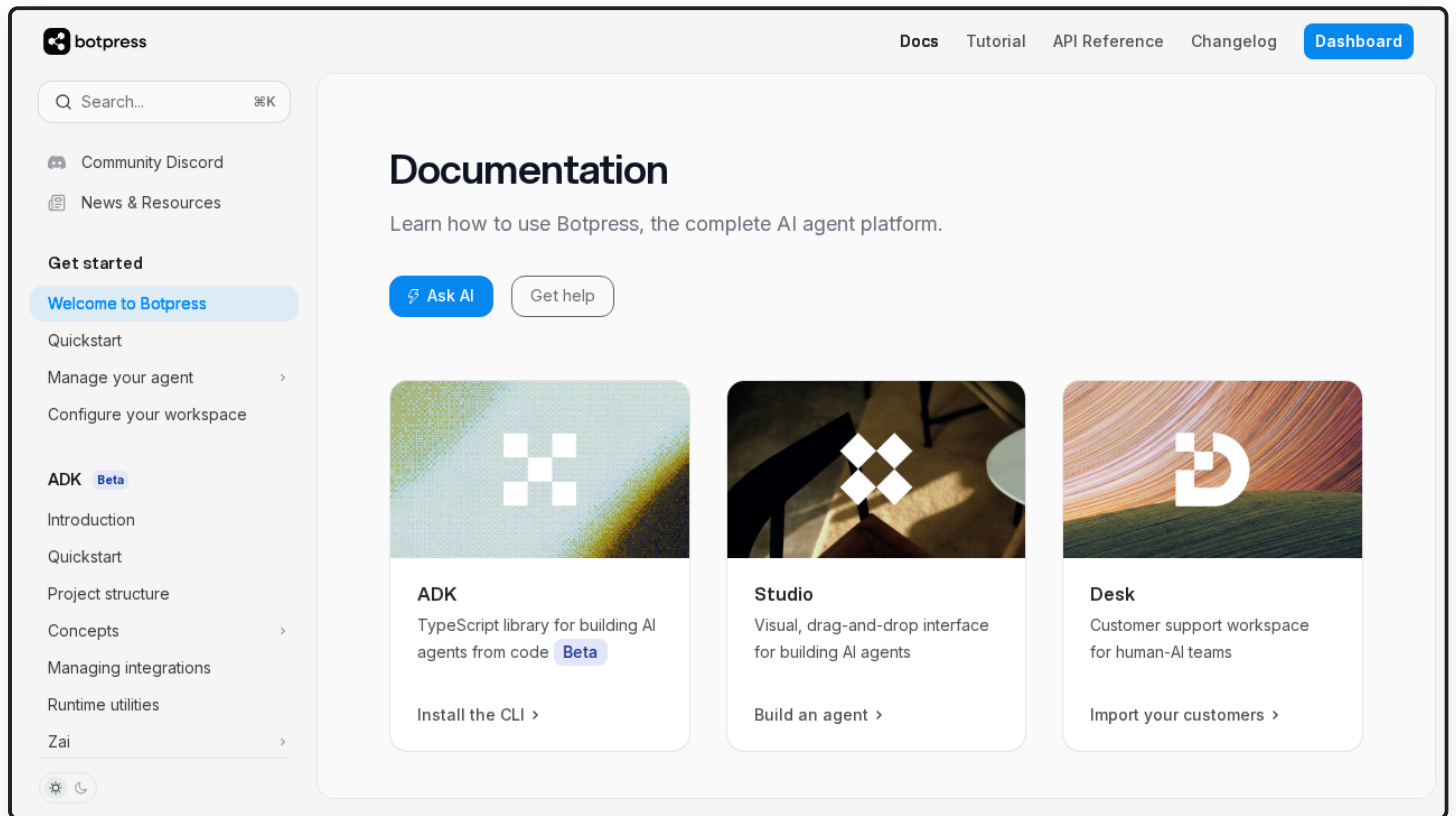 botpress
Docs
Tutorial
API Reference
Changelog
Dashboard
Search...
⌘K
Community Discord
News & Resources
Get started
Welcome to Botpress
Quickstart
Manage your agent
Configure your workspace
ADK Beta
Introduction
Quickstart
Project structure
Concepts
Managing integrations
Runtime utilities
Zai
Documentation
Learn how to use Botpress, the complete AI agent platform.
Ask AI
Get help
ADK
TypeScript library for building AI
agents from code Beta
Install the CLI
Studio
Visual, drag-and-drop interface
for building AI agents
Build an agent
Desk
Customer support workspace
for human-AI teams
Import your customers